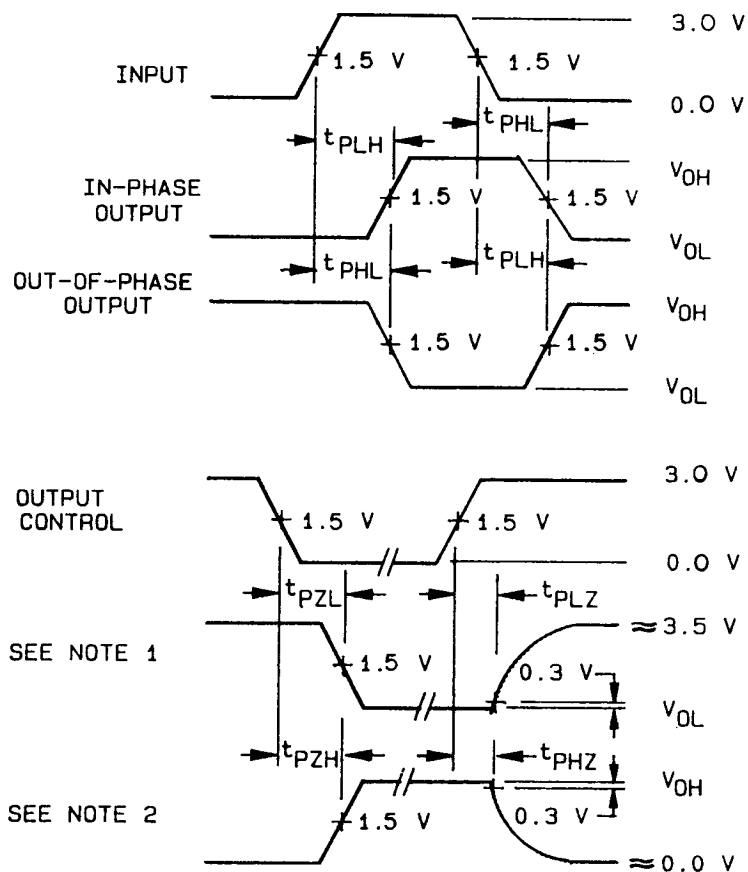 3.0 V
INPUT
1.5 V
1.5 V
0.0 V
tPLH
tPHL
IN-PHASE
OUTPUT
VOH
1.5 V
1.5 V
VOL
tPHL
tPLH
OUT-OF-PHASE
OUTPUT
VOH
1.5 V
1.5 V
VOL
OUTPUT
CONTROL
3.0 V
1.5 V
1.5 V
0.0 V
tPZL
tPLZ
≈ 3.5 V
SEE NOTE 1
1.5 V
0.3 V
VOL
tPZH
tPHZ
VOH
SEE NOTE 2
1.5 V
0.3 V
≈ 0.0 V